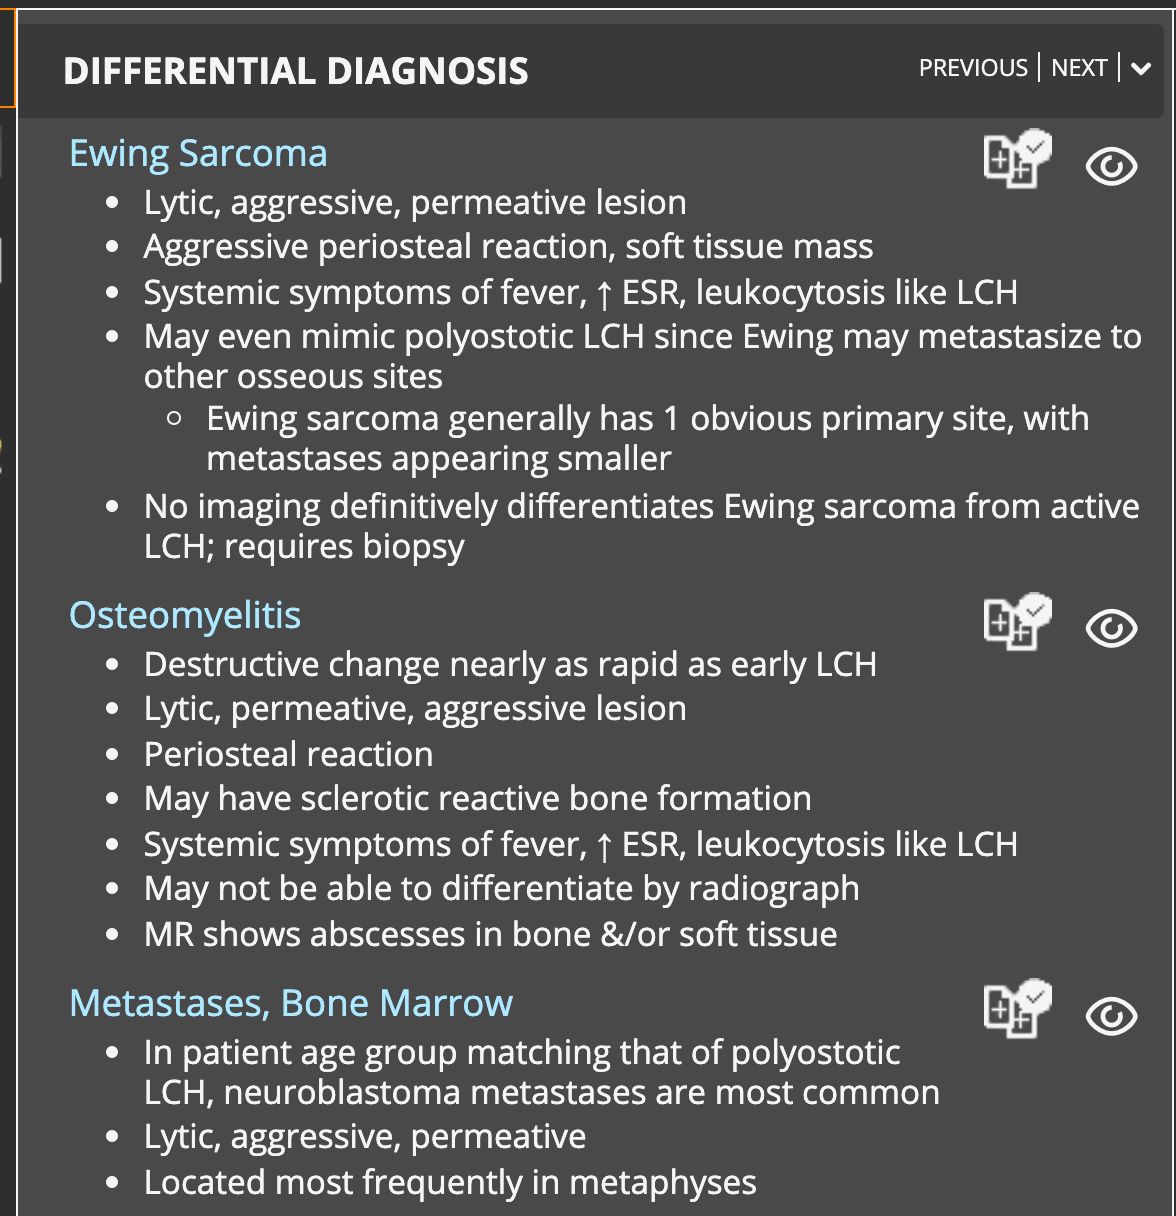 DIFFERENTIAL DIAGNOSIS
PREVIOUS | NEXT |
Ewing Sarcoma
• Lytic, aggressive, permeative lesion
• Aggressive periosteal reaction, soft tissue mass
• Systemic symptoms of fever, ↑ ESR, leukocytosis like LCH
• May even mimic polyostotic LCH since Ewing may metastasize to
other osseous sites
○ Ewing sarcoma generally has 1 obvious primary site, with
metastases appearing smaller
• No imaging definitively differentiates Ewing sarcoma from active
LCH; requires biopsy
Osteomyelitis
• Destructive change nearly as rapid as early LCH
• Lytic, permeative, aggressive lesion
• Periosteal reaction
• May have sclerotic reactive bone formation
• Systemic symptoms of fever, ↑ ESR, leukocytosis like LCH
• May not be able to differentiate by radiograph
• MR shows abscesses in bone &/or soft tissue
Metastases, Bone Marrow
• In patient age group matching that of polyostotic
LCH, neuroblastoma metastases are most common
• Lytic, aggressive, permeative
• Located most frequently in metaphyses